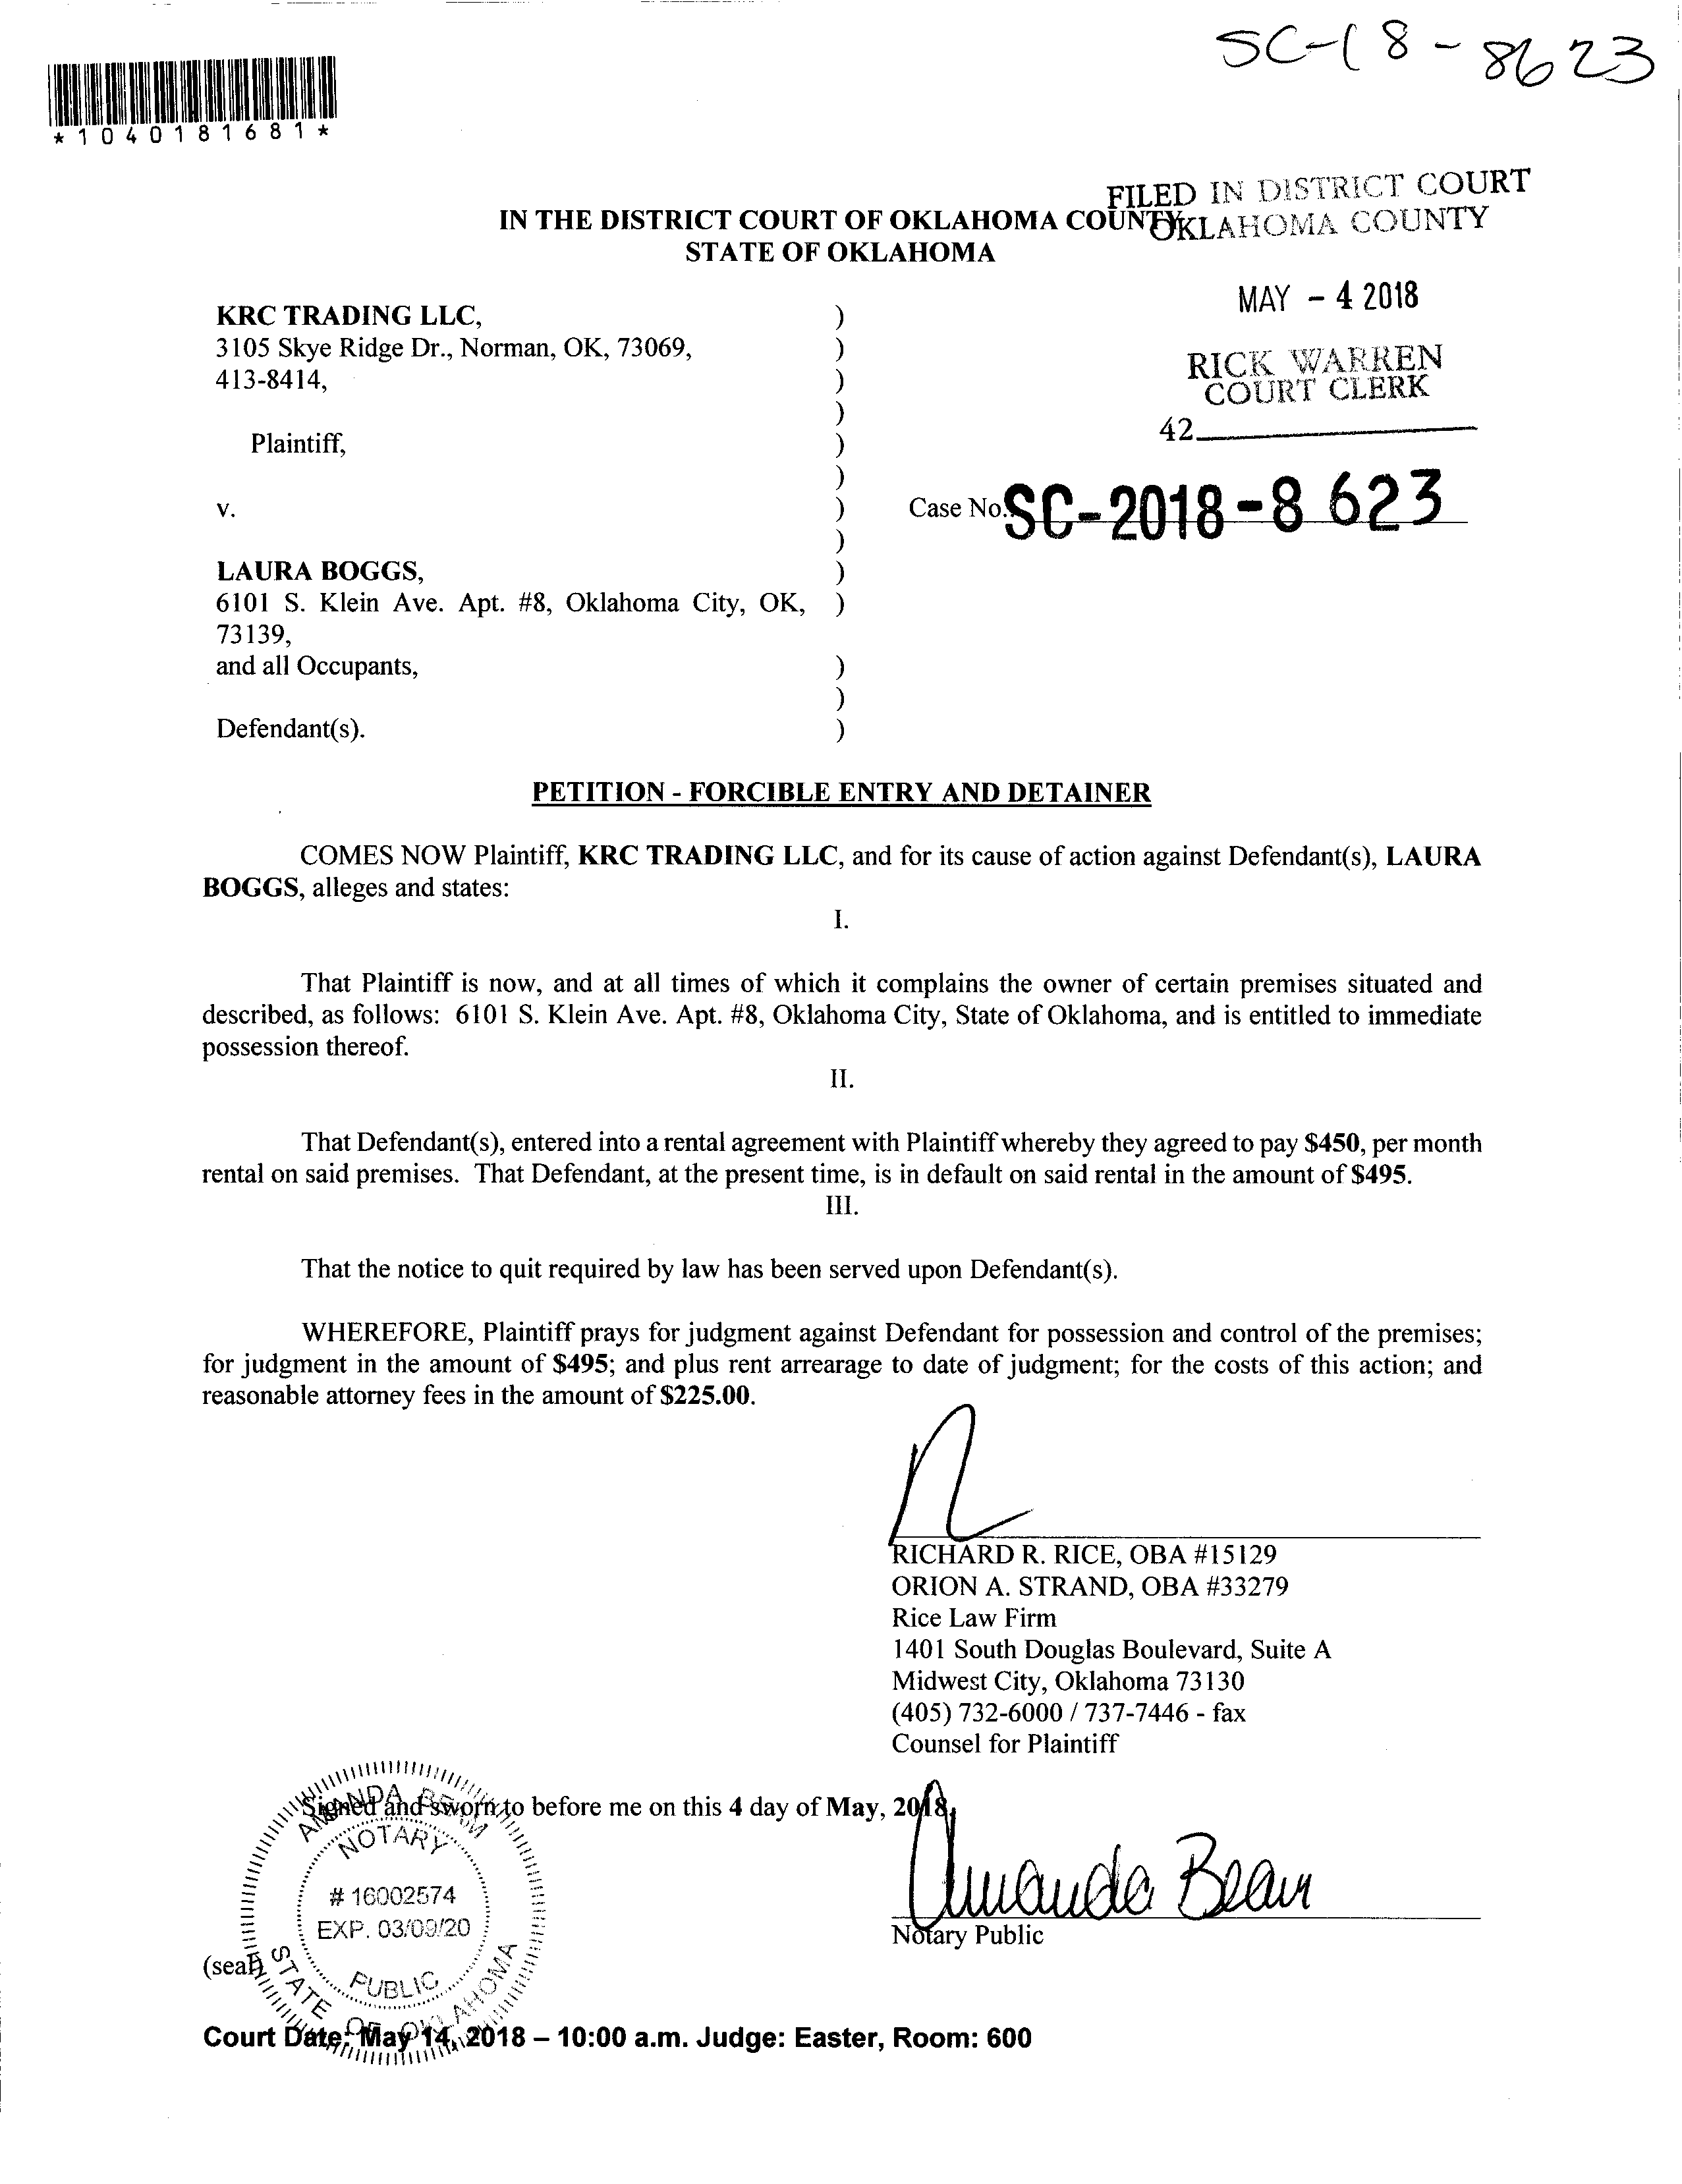 SC-18-8623
*1040181681*
FILED IN DISTRICT COURT
OKLAHOMA COUNTY
IN THE DISTRICT COURT OF OKLAHOMA COUNTY
STATE OF OKLAHOMA
MAY - 4 2018
RICK WARREN
COURT CLERK
42
KRC TRADING LLC, )
3105 Skye Ridge Dr., Norman, OK, 73069, )
413-8414, )
)
Plaintiff, )
)
v. ) Case No. SC-2018-8 623
)
LAURA BOGGS, )
6101 S. Klein Ave. Apt. #8, Oklahoma City, OK, )
73139,
and all Occupants, )
)
Defendant(s). )
PETITION - FORCIBLE ENTRY AND DETAINER
COMES NOW Plaintiff, KRC TRADING LLC, and for its cause of action against Defendant(s), LAURA
BOGGS, alleges and states:
I.
That Plaintiff is now, and at all times of which it complains the owner of certain premises situated and
described, as follows: 6101 S. Klein Ave. Apt. #8, Oklahoma City, State of Oklahoma, and is entitled to immediate
possession thereof.
II.
That Defendant(s), entered into a rental agreement with Plaintiff whereby they agreed to pay $450, per month
rental on said premises. That Defendant, at the present time, is in default on said rental in the amount of $495.
III.
That the notice to quit required by law has been served upon Defendant(s).
WHEREFORE, Plaintiff prays for judgment against Defendant for possession and control of the premises;
for judgment in the amount of $495; and plus rent arrearage to date of judgment; for the costs of this action; and
reasonable attorney fees in the amount of $225.00.
RICHARD R. RICE, OBA #15129
ORION A. STRAND, OBA #33279
Rice Law Firm
1401 South Douglas Boulevard, Suite A
Midwest City, Oklahoma 73130
(405) 732-6000 / 737-7446 - fax
Counsel for Plaintiff
Signed and sworn to before me on this 4 day of May, 2018.
Amanda Beam
Notary Public
AMANDA BEAM
NOTARY
# 16002574
EXP. 03/09/20
PUBLIC
STATE OF OKLAHOMA
(seal)
Court Date: May 14, 2018 – 10:00 a.m. Judge: Easter, Room: 600